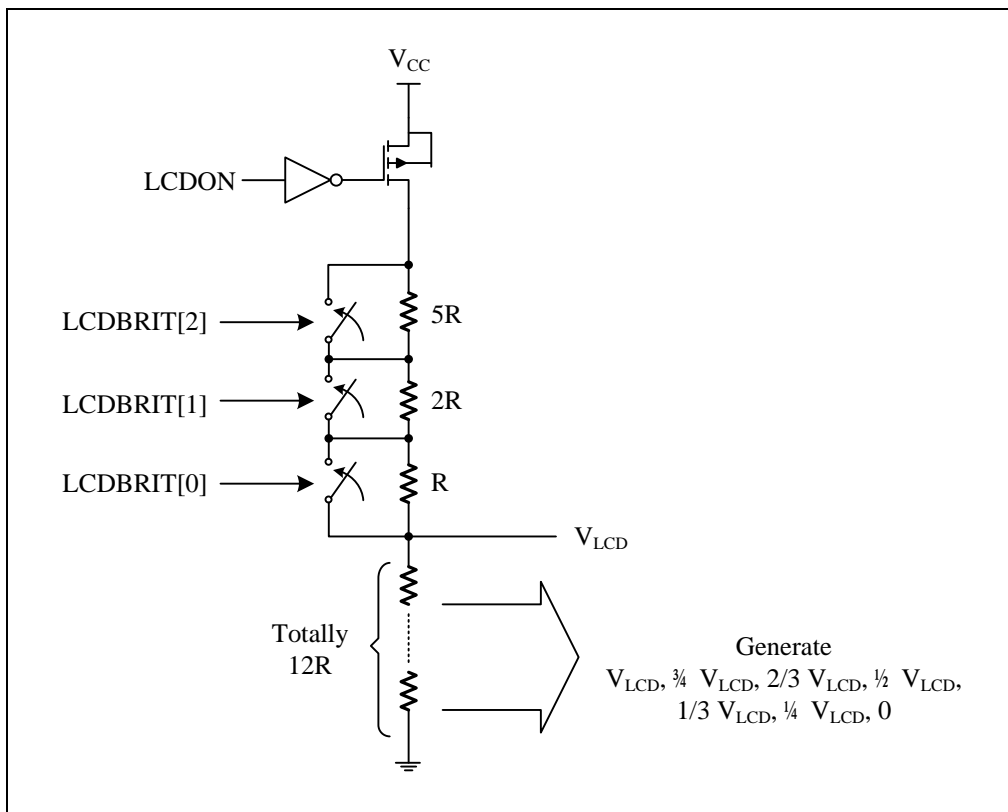 VCC
LCDON
LCDBRIT[2]
5R
LCDBRIT[1]
2R
LCDBRIT[0]
R
VLCD
Totally
12R
Generate
VLCD, ¾ VLCD, 2/3 VLCD, ½ VLCD,
1/3 VLCD, ¼ VLCD, 0